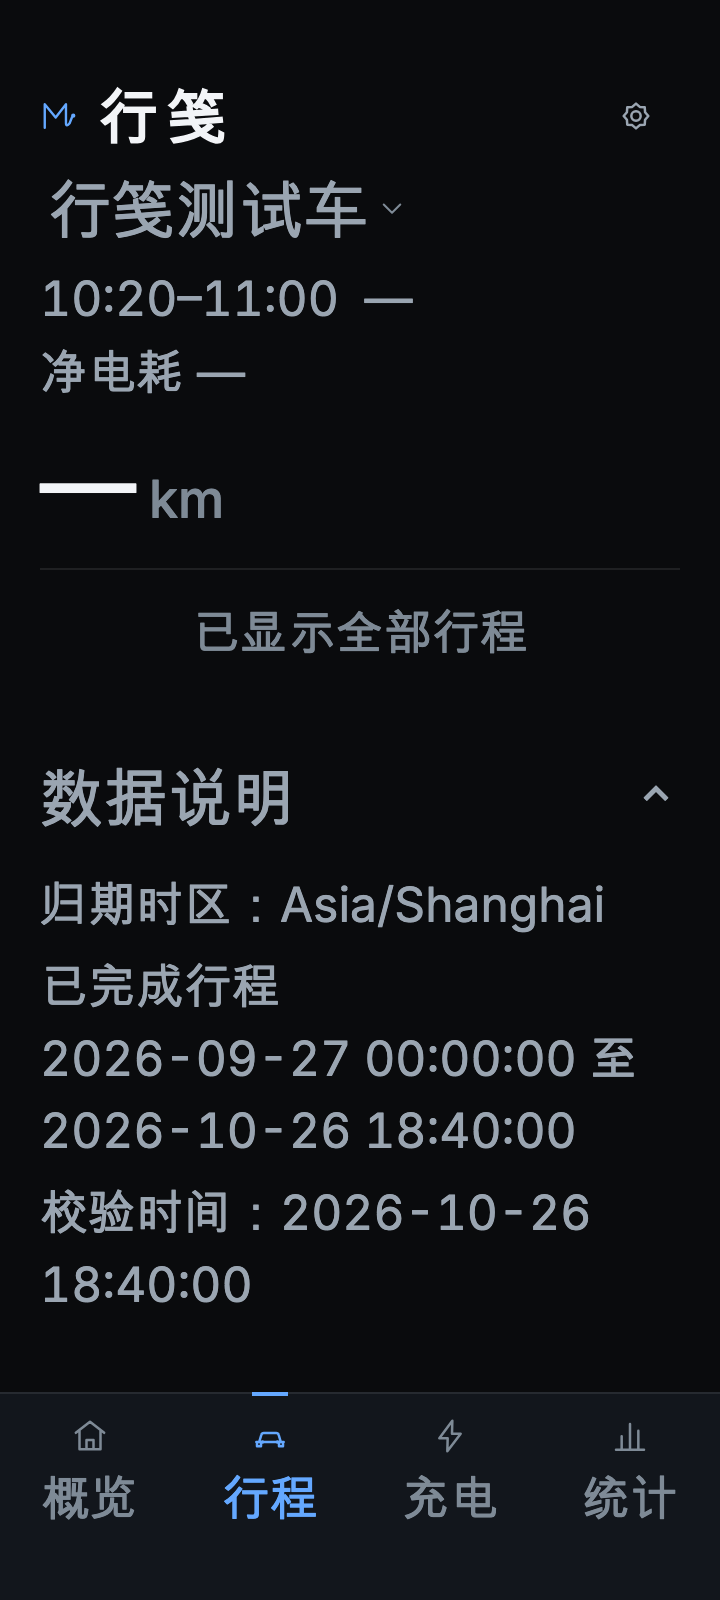 行笺
行笺测试车
10:20–11:00 —
净电耗 —
— km
已显示全部行程
数据说明
归期时区：Asia/Shanghai
已完成行程
2026-09-27 00:00:00 至
2026-10-26 18:40:00
校验时间：2026-10-26
18:40:00
概览 行程 充电 统计